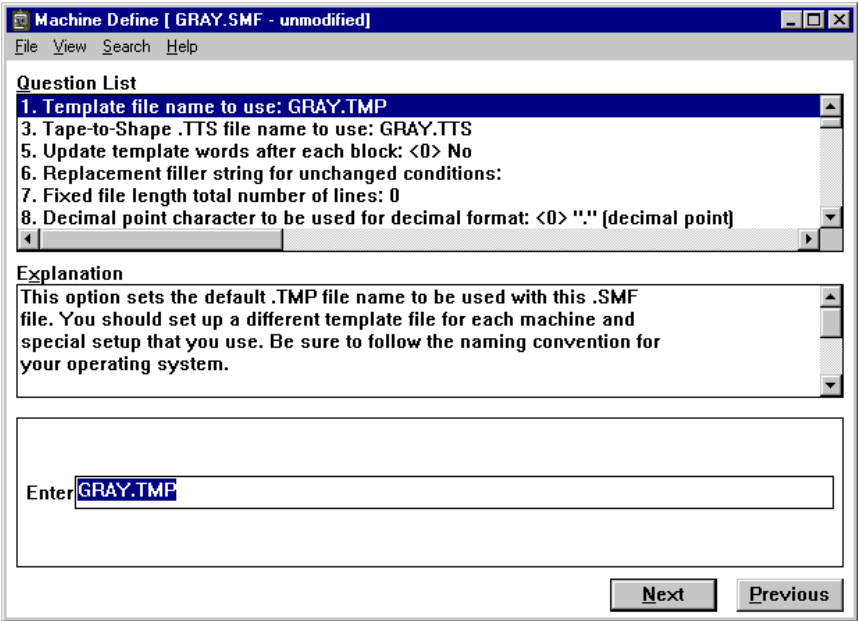 Machine Define [ GRAY.SMF - unmodified]
File View Search Help
Question List
1. Template file name to use: GRAY.TMP
3. Tape-to-Shape .TTS file name to use: GRAY.TTS
5. Update template words after each block: <0> No
6. Replacement filler string for unchanged conditions:
7. Fixed file length total number of lines: 0
8. Decimal point character to be used for decimal format: <0> "." (decimal point)
Explanation
This option sets the default .TMP file name to be used with this .SMF
file. You should set up a different template file for each machine and
special setup that you use. Be sure to follow the naming convention for
your operating system.
Enter GRAY.TMP
Next Previous